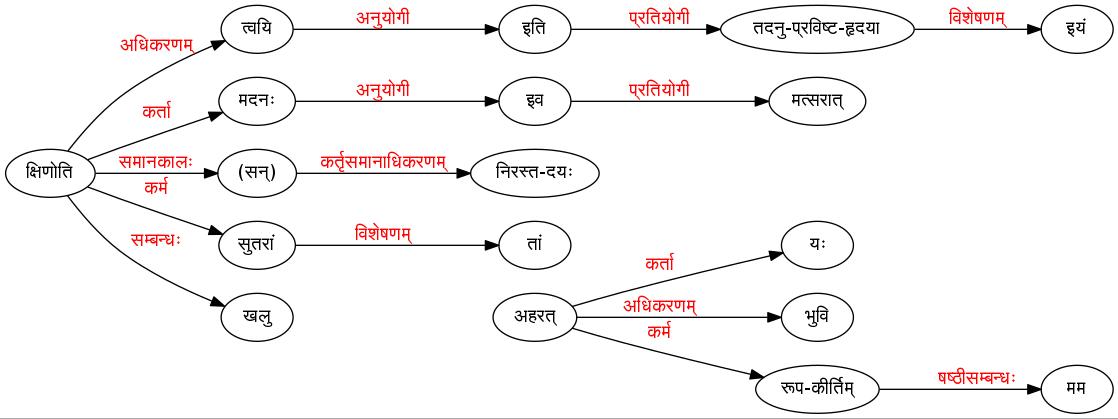 त्वयि अनुयोगी इति प्रतियोगी तदनु-प्रविष्ट-हृदया विशेषणम् इयं
अधिकरणम्
मदनः अनुयोगी इव प्रतियोगी मत्सरात्
कर्ता
क्षिणोति समानकालः (सन्) कर्तृसमानाधिकरणम् निरस्त-दयः
कर्म
सुतरां विशेषणम् तां यः
सम्बन्धः
कर्ता
खलु अहरत् अधिकरणम् भुवि
कर्म
रूप-कीर्तिम् षष्ठीसम्बन्धः मम